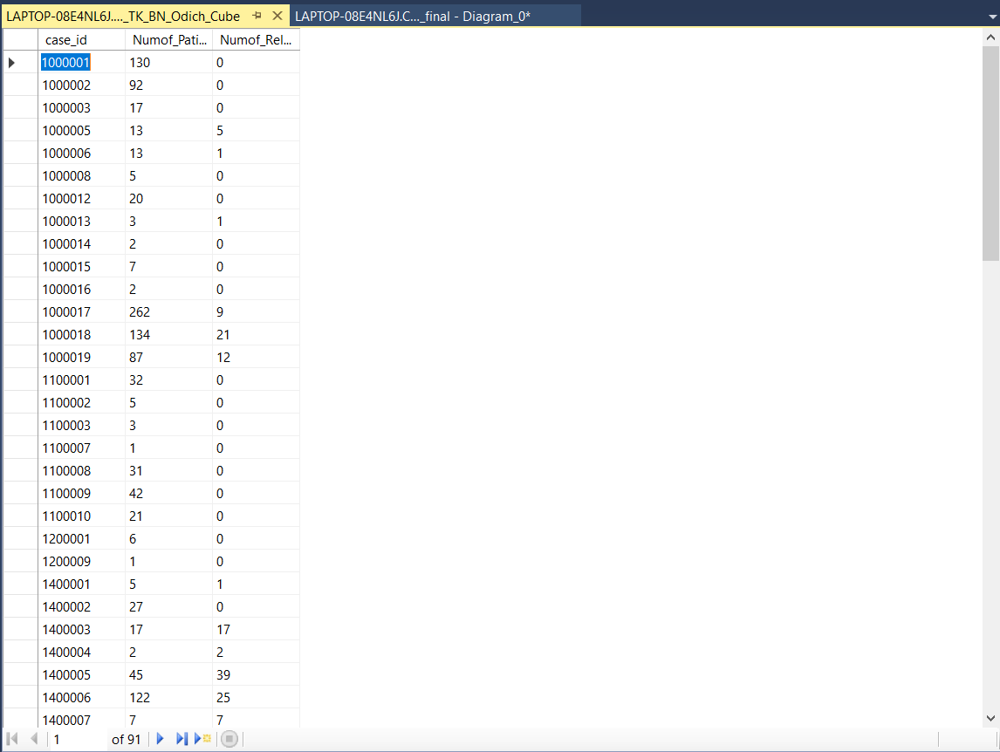 LAPTOP-08E4NL6J...._TK_BN_Odich_Cube LAPTOP-08E4NL6J.C..._final - Diagram_0*
case_id Numof_Pati... Numof_Rel...
1000001 130 0
1000002 92 0
1000003 17 0
1000005 13 5
1000006 13 1
1000008 5 0
1000012 20 0
1000013 3 1
1000014 2 0
1000015 7 0
1000016 2 0
1000017 262 9
1000018 134 21
1000019 87 12
1100001 32 0
1100002 5 0
1100003 3 0
1100007 1 0
1100008 31 0
1100009 42 0
1100010 21 0
1200001 6 0
1200009 1 0
1400001 5 1
1400002 27 0
1400003 17 17
1400004 2 2
1400005 45 39
1400006 122 25
1400007 7 7
1 of 91